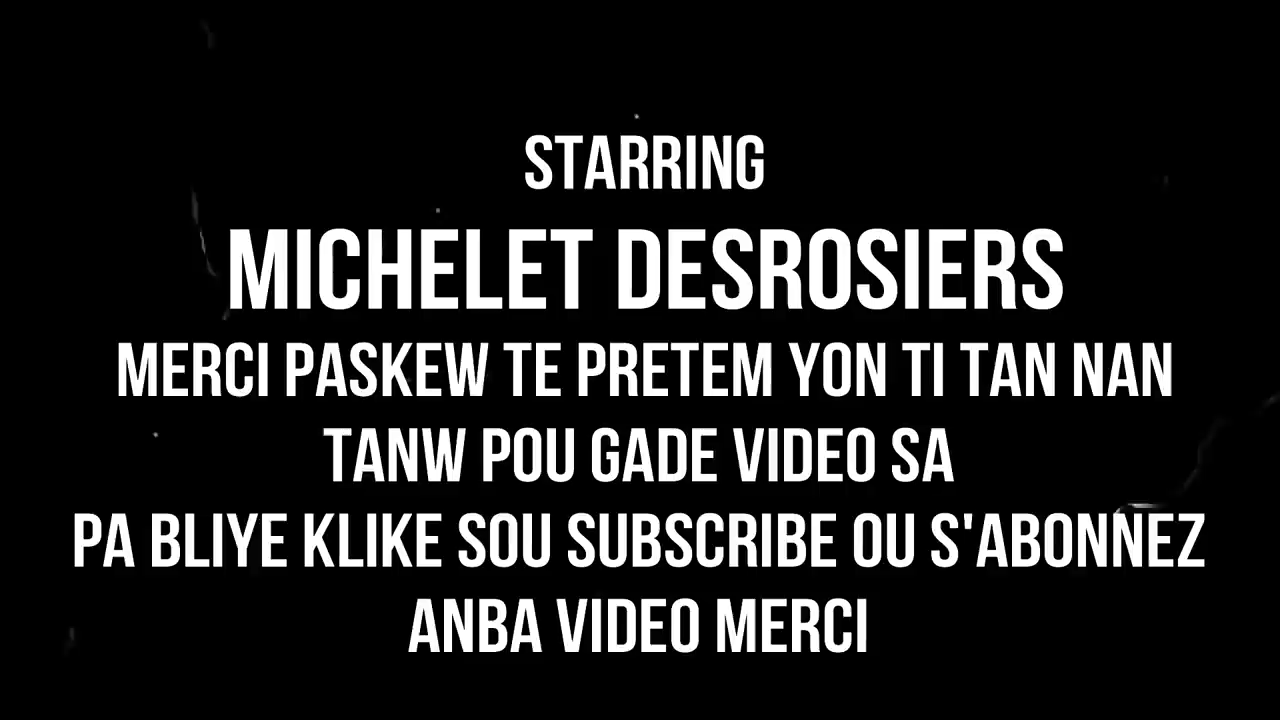 STARRING
MICHELET DESROSIERS
MERCI PASKEW TE PRETEM YON TI TAN NAN
TANW POU GADE VIDEO SA
PA BLIYE KLIKE SOU SUBSCRIBE OU S'ABONNEZ
ANBA VIDEO MERCI